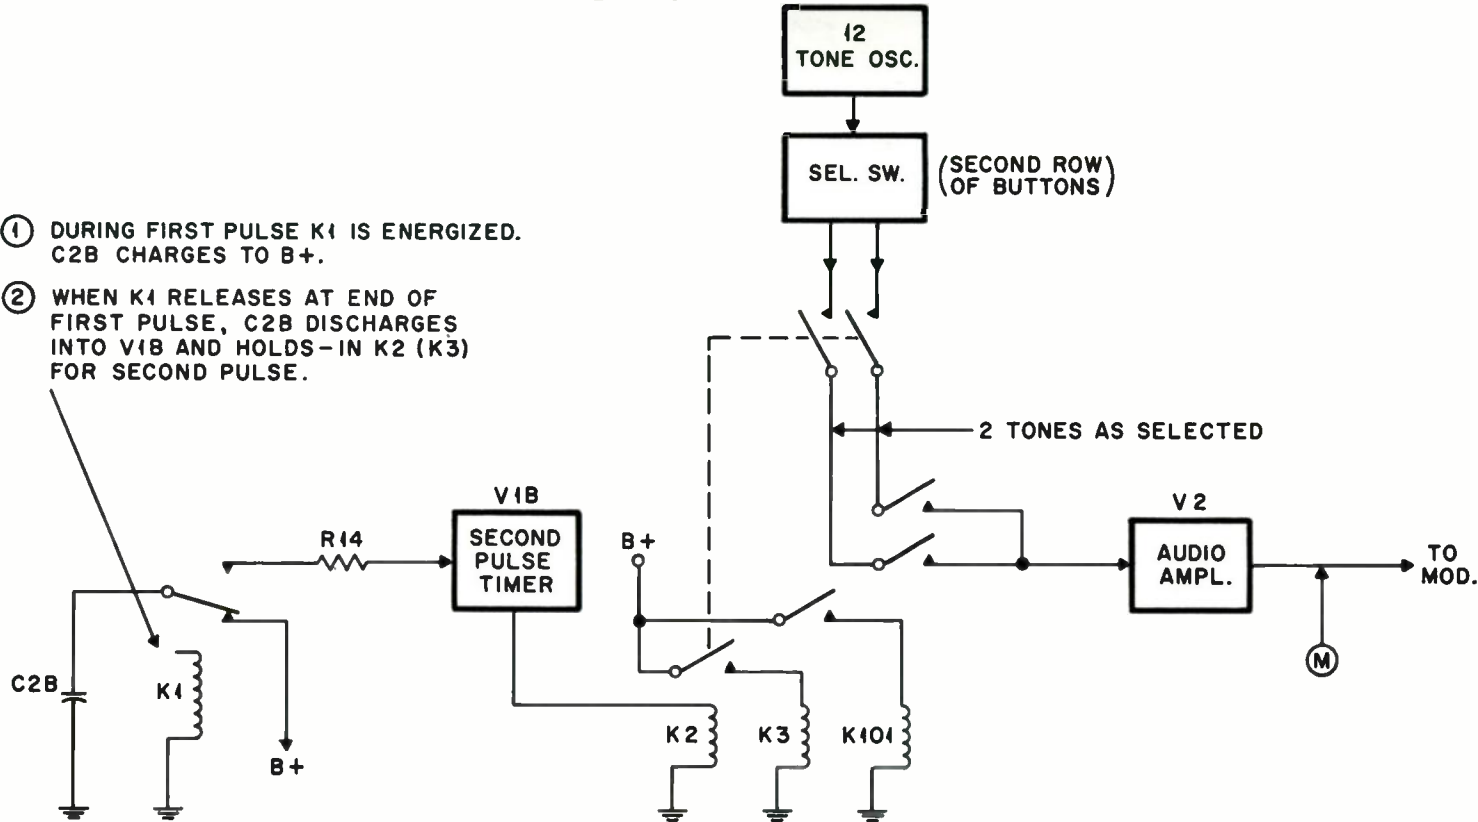 12
TONE OSC.
SEL. SW.
(SECOND ROW
OF BUTTONS)
① DURING FIRST PULSE K1 IS ENERGIZED.
C2B CHARGES TO B+.
② WHEN K1 RELEASES AT END OF
FIRST PULSE, C2B DISCHARGES
INTO V1B AND HOLDS-IN K2 (K3)
FOR SECOND PULSE.
2 TONES AS SELECTED
V1B
SECOND
PULSE
TIMER
R14
B+
V2
AUDIO
AMPL.
TO
MOD.
M
C2B
K1
B+
K2
K3
K101